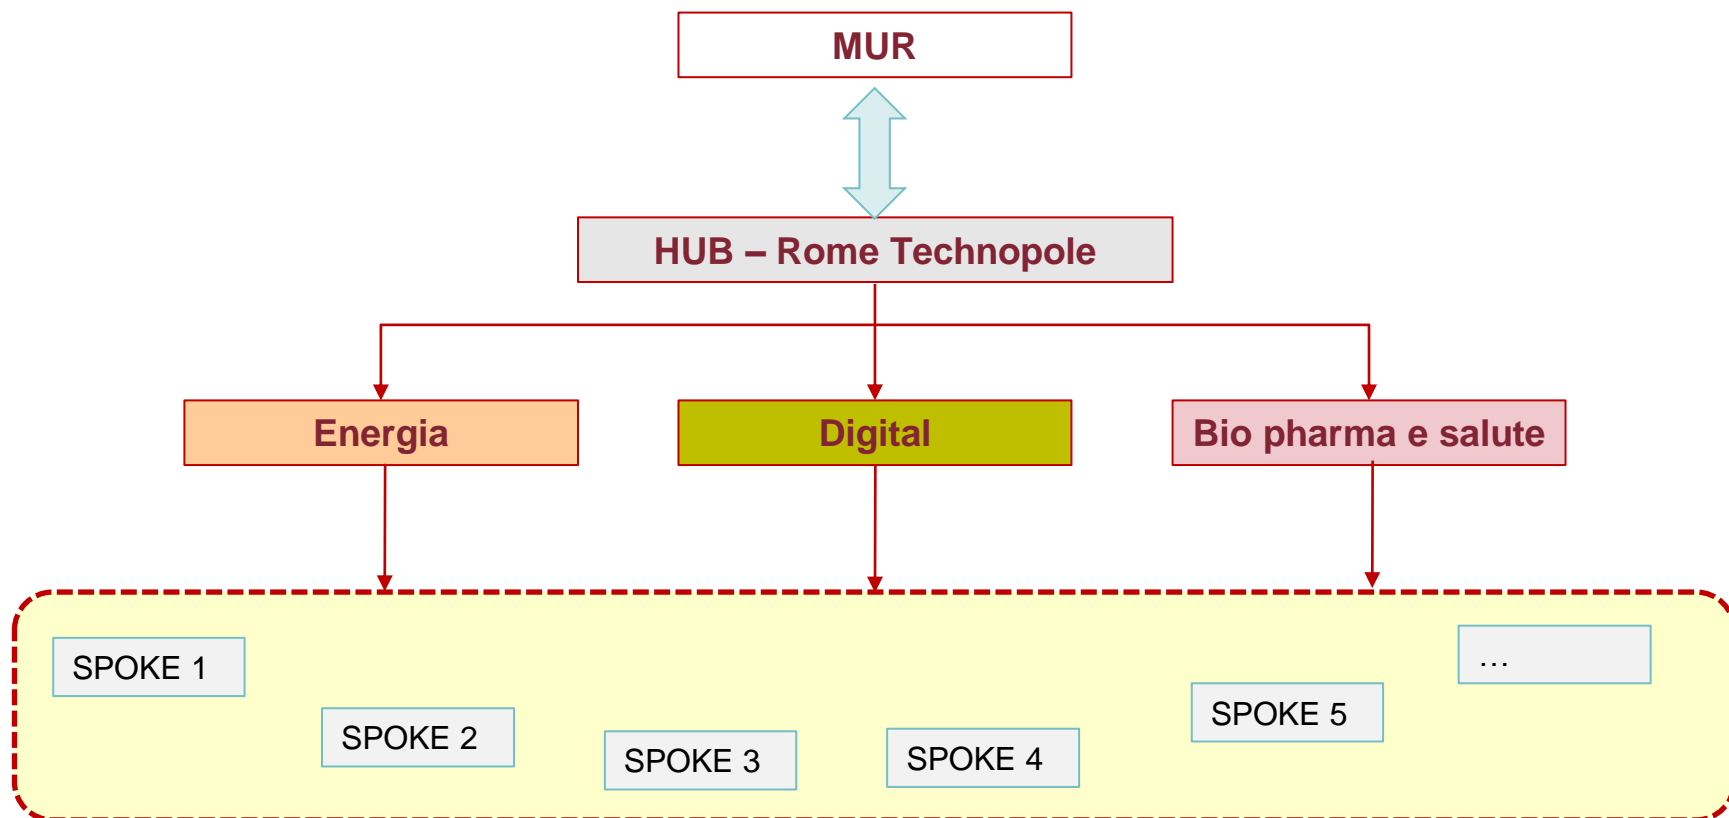 MUR
HUB – Rome Technopole
Energia
Digital
Bio pharma e salute
SPOKE 1
SPOKE 2
SPOKE 3
SPOKE 4
SPOKE 5
…